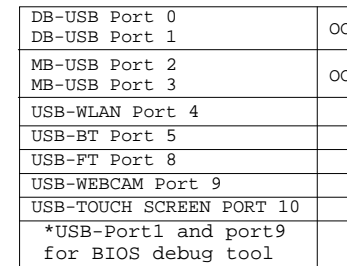 DB-USB Port 0
DB-USB Port 1
MB-USB Port 2
MB-USB Port 3
USB-WLAN Port 4
USB-BT Port 5
USB-FT Port 8
USB-WEBCAM Port 9
USB-TOUCH SCREEN PORT 10
*USB-Port1 and port9
for BIOS debug tool